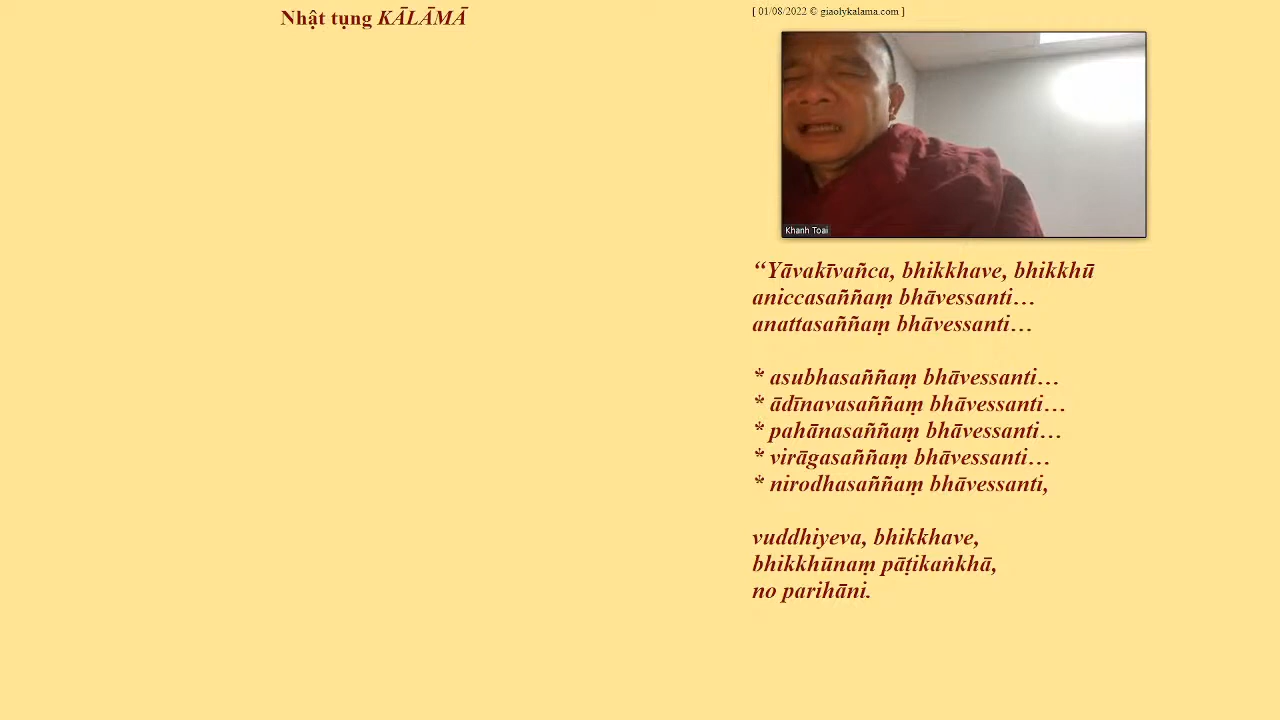 Nhật tụng KĀLĀMĀ
[ 01/08/2022 © giaolykalama.com ]
Khanh Toai
“Yāvakīvañca, bhikkhave, bhikkhū
aniccasaññaṃ bhāvessanti…
anattasaññaṃ bhāvessanti…
* asubhasaññaṃ bhāvessanti…
* ādīnavasaññaṃ bhāvessanti…
* pahānasaññaṃ bhāvessanti…
* virāgasaññaṃ bhāvessanti…
* nirodhasaññaṃ bhāvessanti,
vuddhiyeva, bhikkhave,
bhikkhūnaṃ pāṭikaṅkhā,
no parihāni.